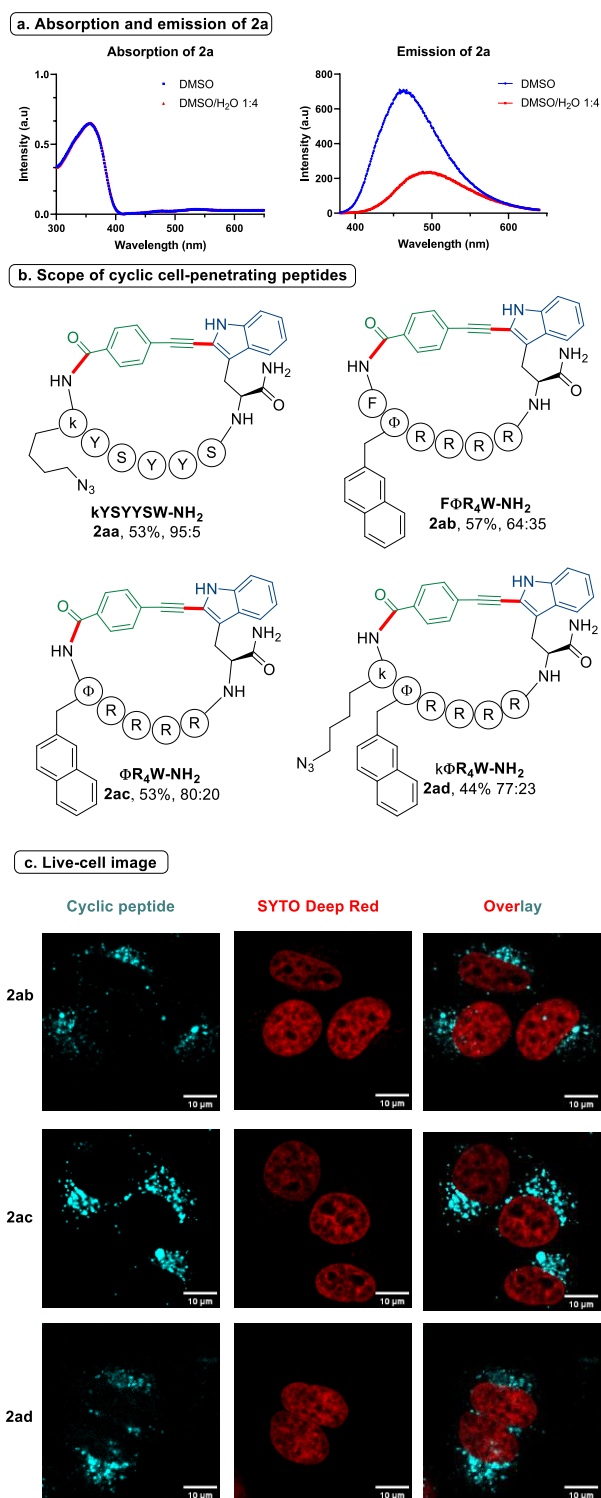 a. Absorption and emission of 2a
Absorption of 2a
Intensity (a.u)
1.0
0.5
0.0
300
400
500
600
Wavelength (nm)
DMSO
DMSO/H₂O 1:4
Emission of 2a
Intensity (a.u)
800
600
400
200
0
400
500
600
Wavelength (nm)
DMSO
DMSO/H₂O 1:4
b. Scope of cyclic cell-penetrating peptides
O
HN
HN
NH₂
O
HN
k
Y
S
Y
Y
S
N₃
kYSYYSW-NH₂
2aa, 53%, 95:5
O
HN
HN
NH₂
O
HN
F
Φ
R
R
R
R
FΦR₄W-NH₂
2ab, 57%, 64:35
O
HN
HN
NH₂
O
HN
Φ
R
R
R
R
ΦR₄W-NH₂
2ac, 53%, 80:20
O
HN
HN
NH₂
O
HN
k
Φ
R
R
R
R
N₃
kΦR₄W-NH₂
2ad, 44% 77:23
c. Live-cell image
Cyclic peptide
SYTO Deep Red
Overlay
2ab
10 µm
10 µm
10 µm
2ac
10 µm
10 µm
10 µm
2ad
10 µm
10 µm
10 µm